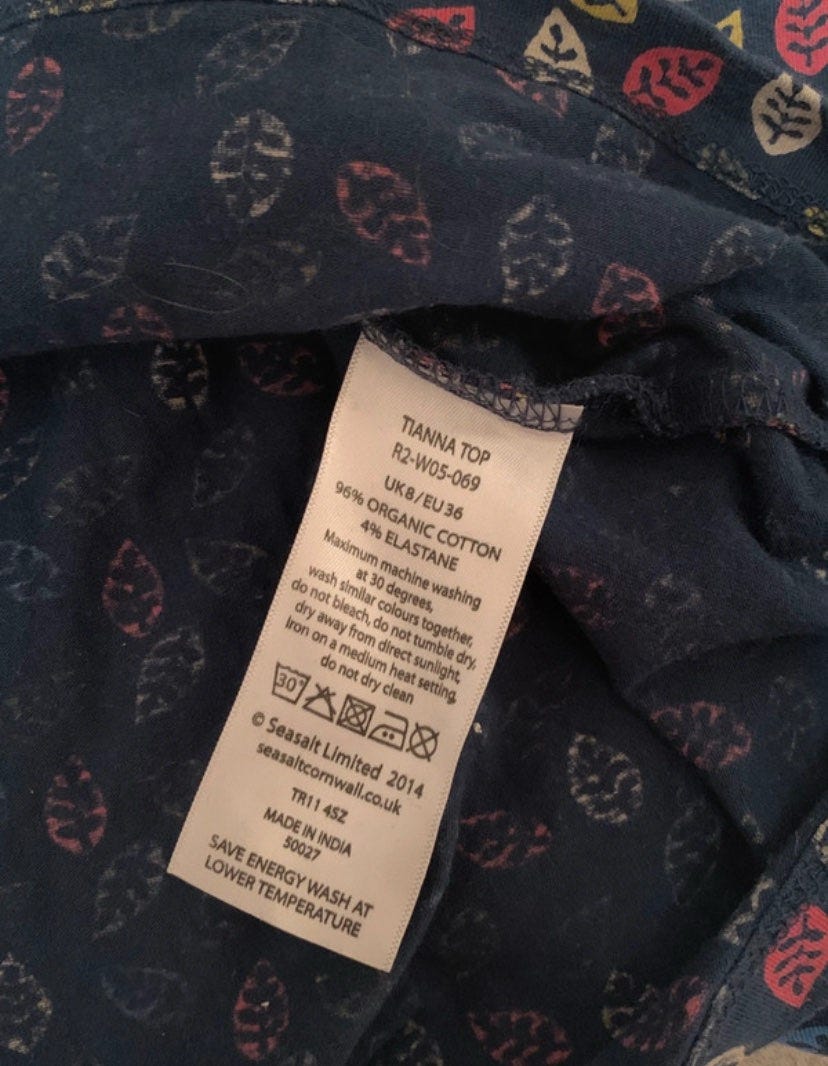 TIANNA TOP
R2-W05-069
UK8/EU36
96% ORGANIC COTTON
4% ELASTANE
Maximum machine washing
at 30 degrees,
wash similar colours together,
do not bleach, do not tumble dry,
dry away from direct sunlight,
Iron on a medium heat setting,
do not dry clean
30°
© Seasalt Limited 2014
seasaltcornwall.co.uk
TR11 4SZ
MADE IN INDIA
50027
SAVE ENERGY WASH AT
LOWER TEMPERATURE